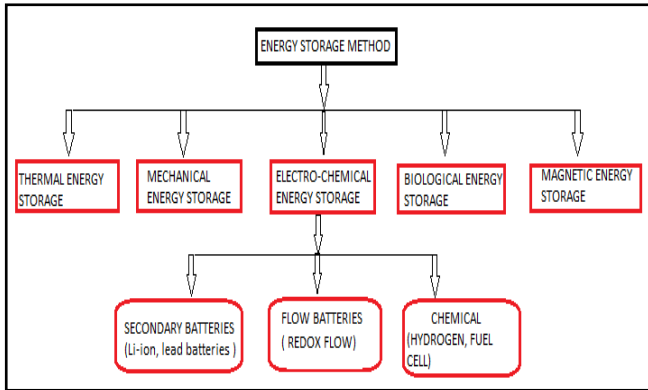 ENERGY STORAGE METHOD
THERMAL ENERGY
STORAGE
MECHANICAL
ENERGY STORAGE
ELECTRO-CHEMICAL
ENERGY STORAGE
BIOLOGICAL ENERGY
STORAGE
MAGNETIC ENERGY
STORAGE
SECONDARY BATTERIES
(Li-ion, lead batteries )
FLOW BATTERIES
( REDOX FLOW)
CHEMICAL
(HYDROGEN, FUEL
CELL)